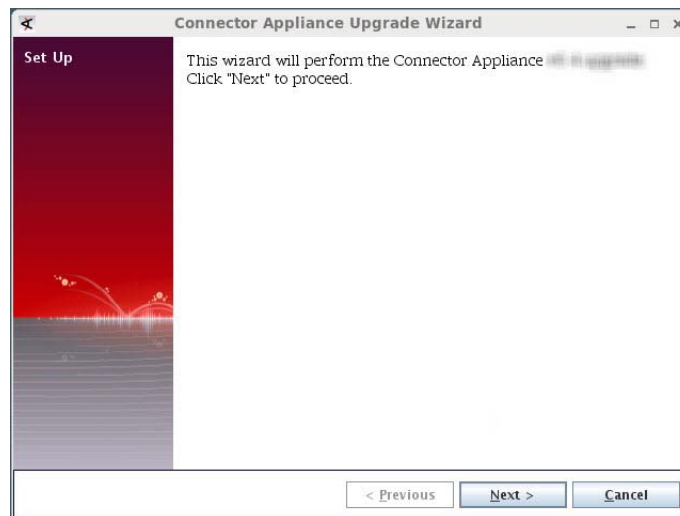 Connector Appliance Upgrade Wizard
Set Up
This wizard will perform the Connector Appliance
Click "Next" to proceed.
< Previous
Next >
Cancel